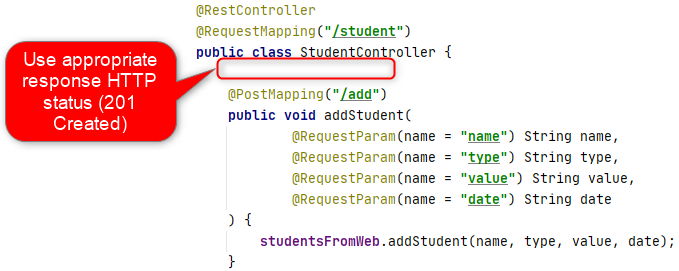 @RestController
@RequestMapping("/student")
public class StudentController {
Use appropriate
response HTTP
status (201
Created)
@PostMapping("/add")
public void addStudent(
@RequestParam(name = "name") String name,
@RequestParam(name = "type") String type,
@RequestParam(name = "value") String value,
@RequestParam(name = "date") String date
) {
studentsFromWeb.addStudent(name, type, value, date);
}